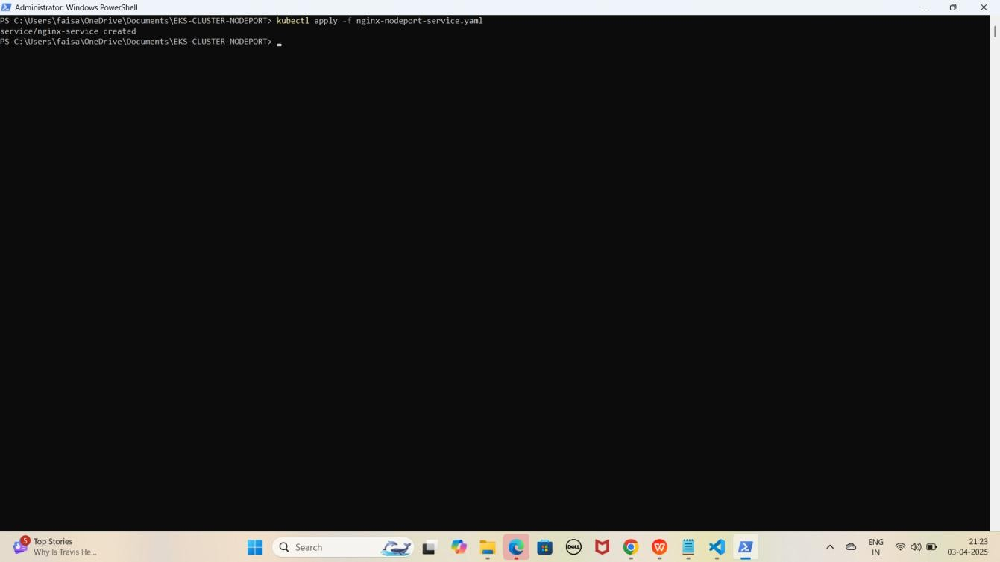 Administrator: Windows PowerShell
PS C:\Users\faisa\OneDrive\Documents\EKS-CLUSTER-NODEPORT> kubectl apply -f nginx-nodeport-service.yaml
service/nginx-service created
PS C:\Users\faisa\OneDrive\Documents\EKS-CLUSTER-NODEPORT>
5
Top Stories
Why Is Travis He...
Search
DELL
W
ENG
IN
21:23
03-04-2025